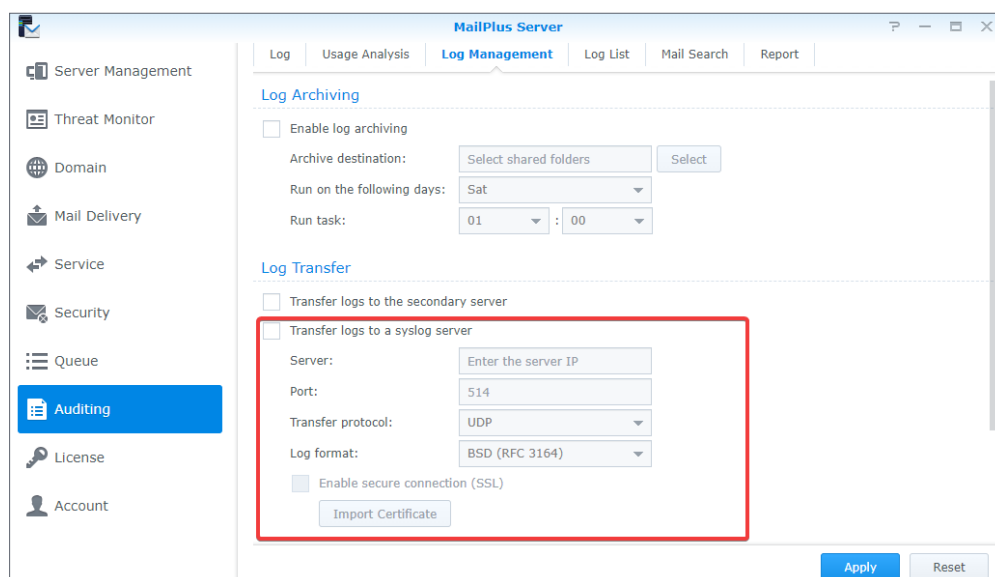 MailPlus Server
Server Management
Threat Monitor
Domain
Mail Delivery
Service
Security
Queue
Auditing
License
Account
Log Usage Analysis Log Management Log List Mail Search Report
Log Archiving
Enable log archiving
Archive destination: Select shared folders Select
Run on the following days: Sat
Run task: 01 : 00
Log Transfer
Transfer logs to the secondary server
Transfer logs to a syslog server
Server: Enter the server IP
Port: 514
Transfer protocol: UDP
Log format: BSD (RFC 3164)
Enable secure connection (SSL)
Import Certificate
Apply Reset